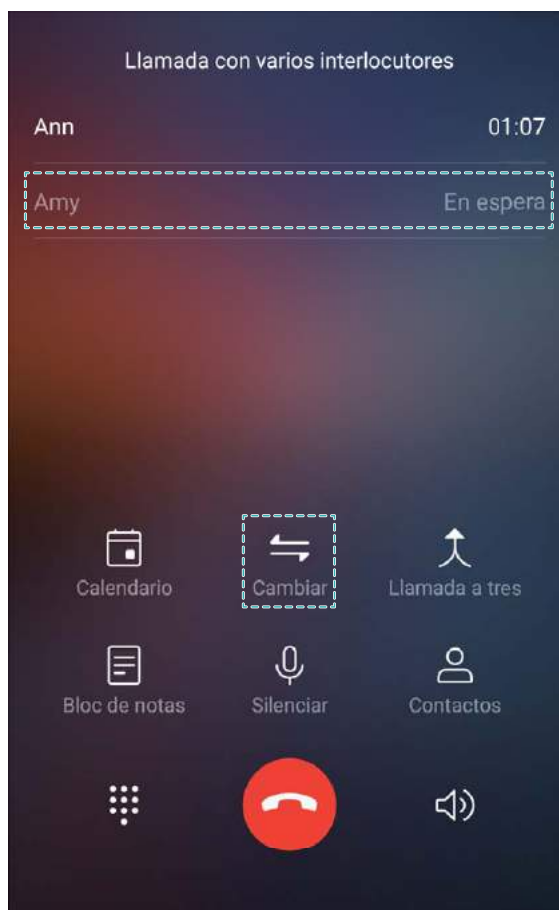 Llamada con varios interlocutores
Ann 01:07
Amy En espera
Calendario Cambiar Llamada a tres
Bloc de notas Silenciar Contactos